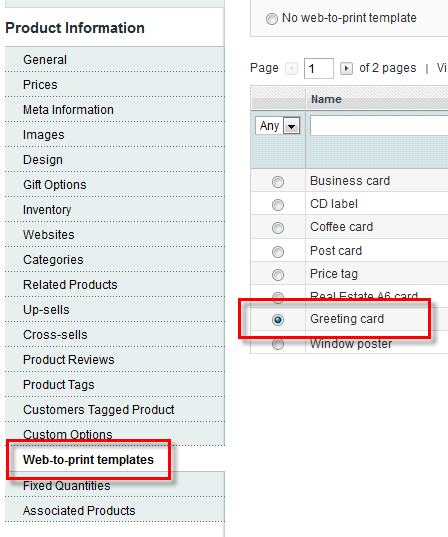 Product Information
General
Prices
Meta Information
Images
Design
Gift Options
Inventory
Websites
Categories
Related Products
Up-sells
Cross-sells
Product Reviews
Product Tags
Customers Tagged Product
Custom Options
Web-to-print templates
Fixed Quantities
Associated Products
No web-to-print template
Page 1 of 2 pages | Vi
Name
Any
Business card
CD label
Coffee card
Post card
Price tag
Real Estate A6 card
Greeting card
Window poster